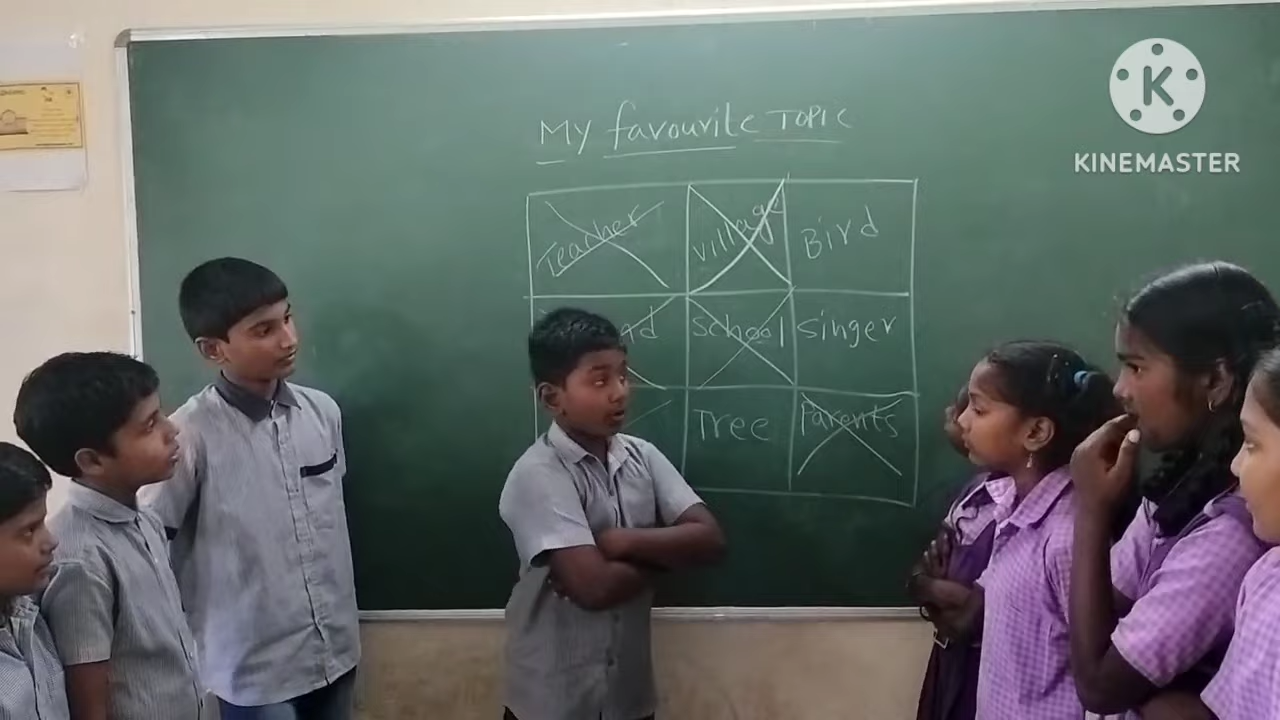 KINEMASTER
My favourite TOPIC
Teacher village Bird
school singer
Tree Parents